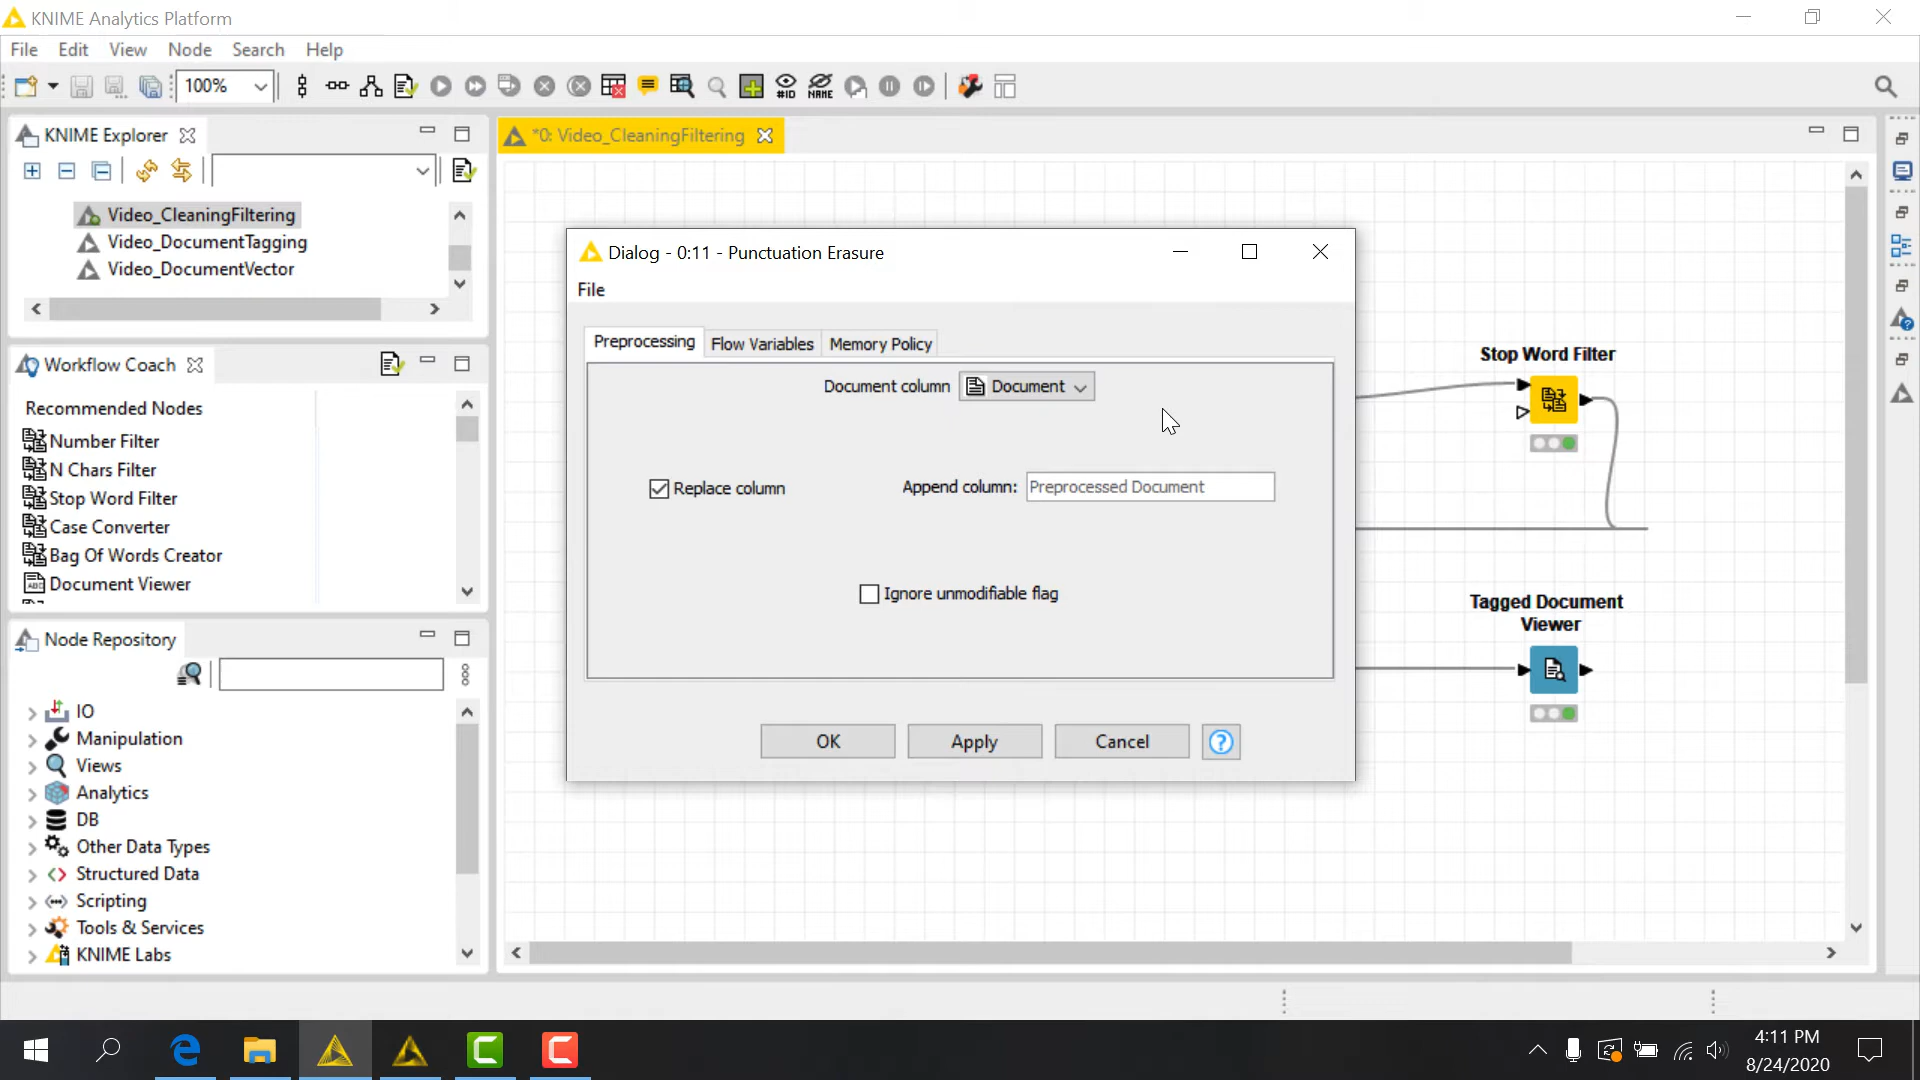 KNIME Analytics Platform
File Edit View Node Search Help
100%
#ID
NAME
KNIME Explorer
Video_CleaningFiltering
Video_DocumentTagging
Video_DocumentVector
Workflow Coach
Recommended Nodes
Number Filter
N Chars Filter
Stop Word Filter
Case Converter
Bag Of Words Creator
Document Viewer
Node Repository
IO
Manipulation
Views
Analytics
DB
Other Data Types
Structured Data
Scripting
Tools & Services
KNIME Labs
*0: Video_CleaningFiltering
Dialog - 0:11 - Punctuation Erasure
File
Preprocessing Flow Variables Memory Policy
Document column Document
Replace column Append column: Preprocessed Document
Ignore unmodifiable flag
OK Apply Cancel ?
Stop Word Filter
Tagged Document
Viewer
4:11 PM
8/24/2020